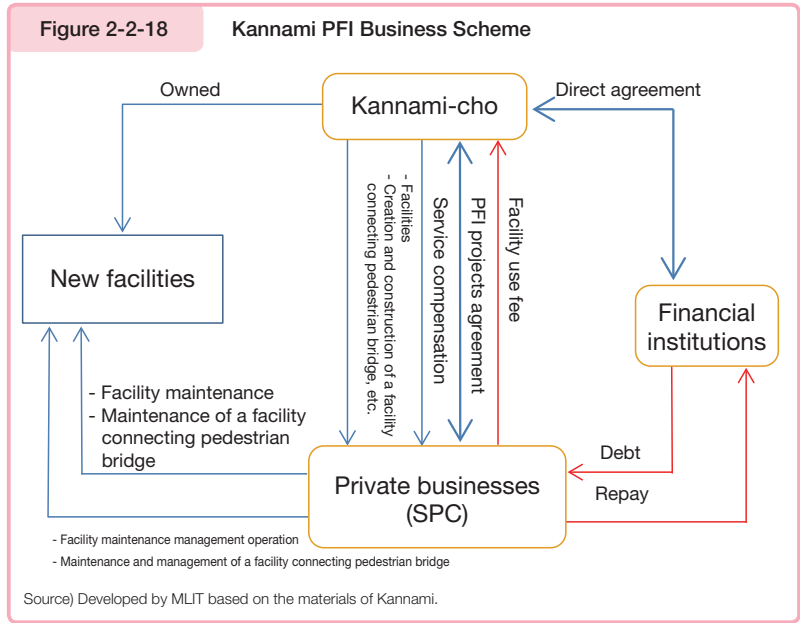 Figure 2-2-18
Kannami PFI Business Scheme
Owned
Kannami-cho
Direct agreement
- Facilities
- Creation and construction of a facility
connecting pedestrian bridge, etc.
Service compensation
PFI projects agreement
Facility use fee
New facilities
Financial
institutions
- Facility maintenance
- Maintenance of a facility
connecting pedestrian
bridge
Debt
Repay
Private businesses
(SPC)
- Facility maintenance management operation
- Maintenance and management of a facility connecting pedestrian bridge
Source) Developed by MLIT based on the materials of Kannami.